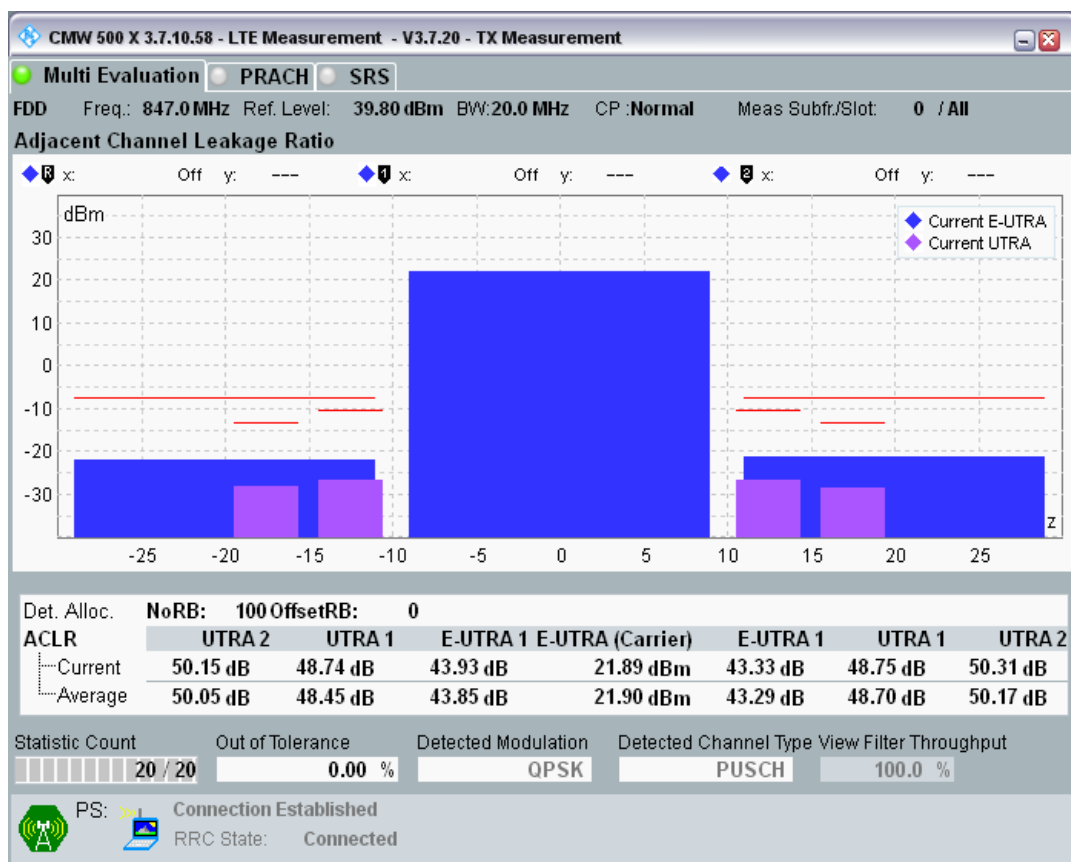 CMW 500 X 3.7.10.58 - LTE Measurement - V3.7.20 - TX Measurement
Multi Evaluation PRACH SRS
FDD Freq.: 847.0 MHz Ref. Level: 39.80 dBm BW:20.0 MHz CP :Normal Meas Subfr./Slot: 0 / All
Adjacent Channel Leakage Ratio
R x: Off y: --- 1 x: Off y: --- 2 x: Off y: ---
dBm
Current E-UTRA
Current UTRA
30
20
10
0
-10
-20
-30
z
-25 -20 -15 -10 -5 0 5 10 15 20 25
Det. Alloc. NoRB: 100 OffsetRB: 0
ACLR UTRA 2 UTRA 1 E-UTRA 1 E-UTRA (Carrier) E-UTRA 1 UTRA 1 UTRA 2
Current 50.15 dB 48.74 dB 43.93 dB 21.89 dBm 43.33 dB 48.75 dB 50.31 dB
Average 50.05 dB 48.45 dB 43.85 dB 21.90 dBm 43.29 dB 48.70 dB 50.17 dB
Statistic Count Out of Tolerance Detected Modulation Detected Channel Type View Filter Throughput
20 / 20 0.00 % QPSK PUSCH 100.0 %
PS: Connection Established
RRC State: Connected